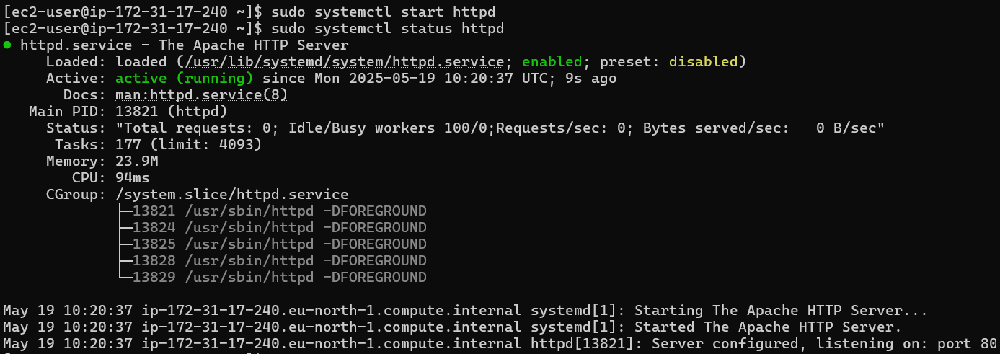 [ec2-user@ip-172-31-17-240 ~]$ sudo systemctl start httpd
[ec2-user@ip-172-31-17-240 ~]$ sudo systemctl status httpd
● httpd.service - The Apache HTTP Server
Loaded: loaded (/usr/lib/systemd/system/httpd.service; enabled; preset: disabled)
Active: active (running) since Mon 2025-05-19 10:20:37 UTC; 9s ago
Docs: man:httpd.service(8)
Main PID: 13821 (httpd)
Status: "Total requests: 0; Idle/Busy workers 100/0;Requests/sec: 0; Bytes served/sec:   0 B/sec"
Tasks: 177 (limit: 4093)
Memory: 23.9M
CPU: 94ms
CGroup: /system.slice/httpd.service
├─13821 /usr/sbin/httpd -DFOREGROUND
├─13824 /usr/sbin/httpd -DFOREGROUND
├─13825 /usr/sbin/httpd -DFOREGROUND
├─13828 /usr/sbin/httpd -DFOREGROUND
└─13829 /usr/sbin/httpd -DFOREGROUND
May 19 10:20:37 ip-172-31-17-240.eu-north-1.compute.internal systemd[1]: Starting The Apache HTTP Server...
May 19 10:20:37 ip-172-31-17-240.eu-north-1.compute.internal systemd[1]: Started The Apache HTTP Server.
May 19 10:20:37 ip-172-31-17-240.eu-north-1.compute.internal httpd[13821]: Server configured, listening on: port 80